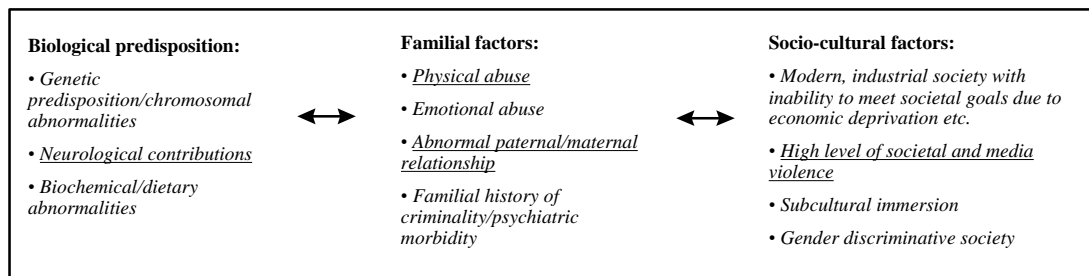 Biological predisposition:
• Genetic
predisposition/chromosomal
abnormalities
• Neurological contributions
• Biochemical/dietary
abnormalities
Familial factors:
• Physical abuse
• Emotional abuse
• Abnormal paternal/maternal
relationship
• Familial history of
criminality/psychiatric
morbidity
Socio-cultural factors:
• Modern, industrial society with
inability to meet societal goals due to
economic deprivation etc.
• High level of societal and media
violence
• Subcultural immersion
• Gender discriminative society